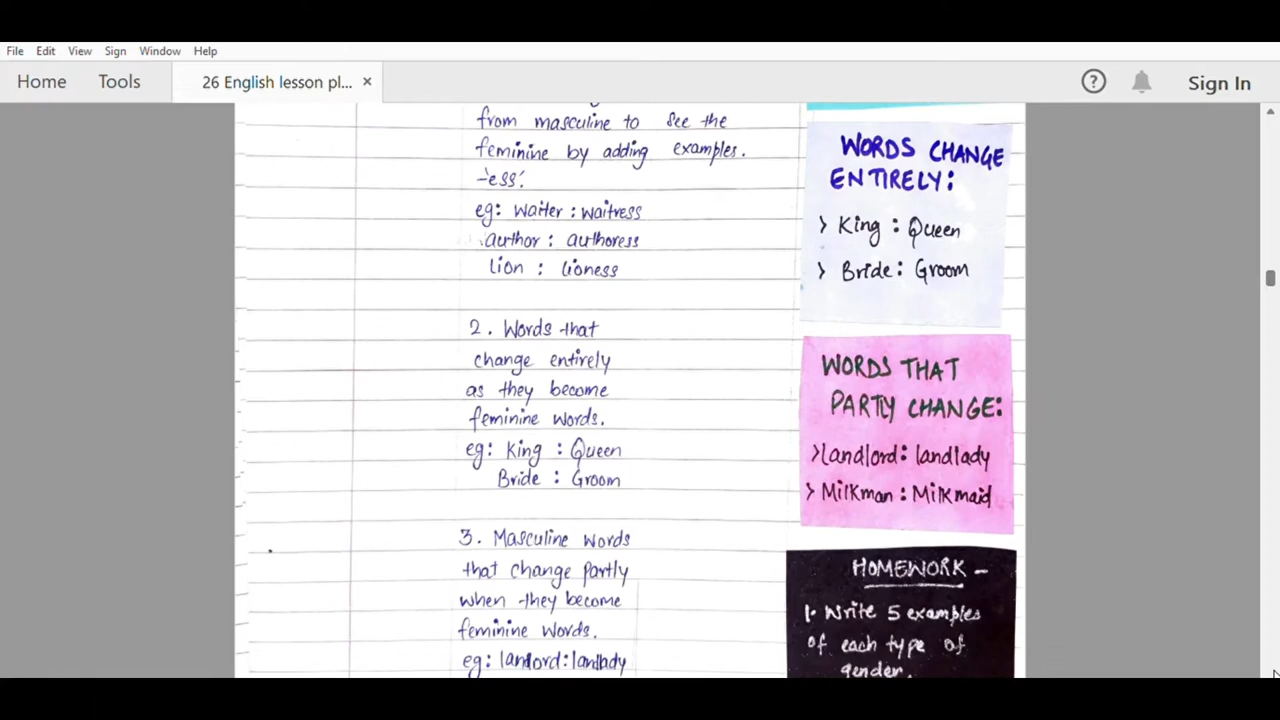 File Edit View Sign Window Help
Home Tools 26 English lesson pl... × Sign In
from masculine to see the
feminine by adding examples.
-'ess'.
eg: waiter : waitress
author : authoress
lion : lioness
2. Words that
change entirely
as they become
feminine words.
eg: King : Queen
Bride : Groom
3. Masculine words
that change partly
when they become
feminine words.
eg: landlord : landlady
WORDS CHANGE
ENTIRELY:
> King : Queen
> Bride : Groom
WORDS THAT
PARTLY CHANGE:
> Landlord : landlady
> Milkman : Milkmaid
HOMEWORK -
1. Write 5 examples
of each type of
gender.